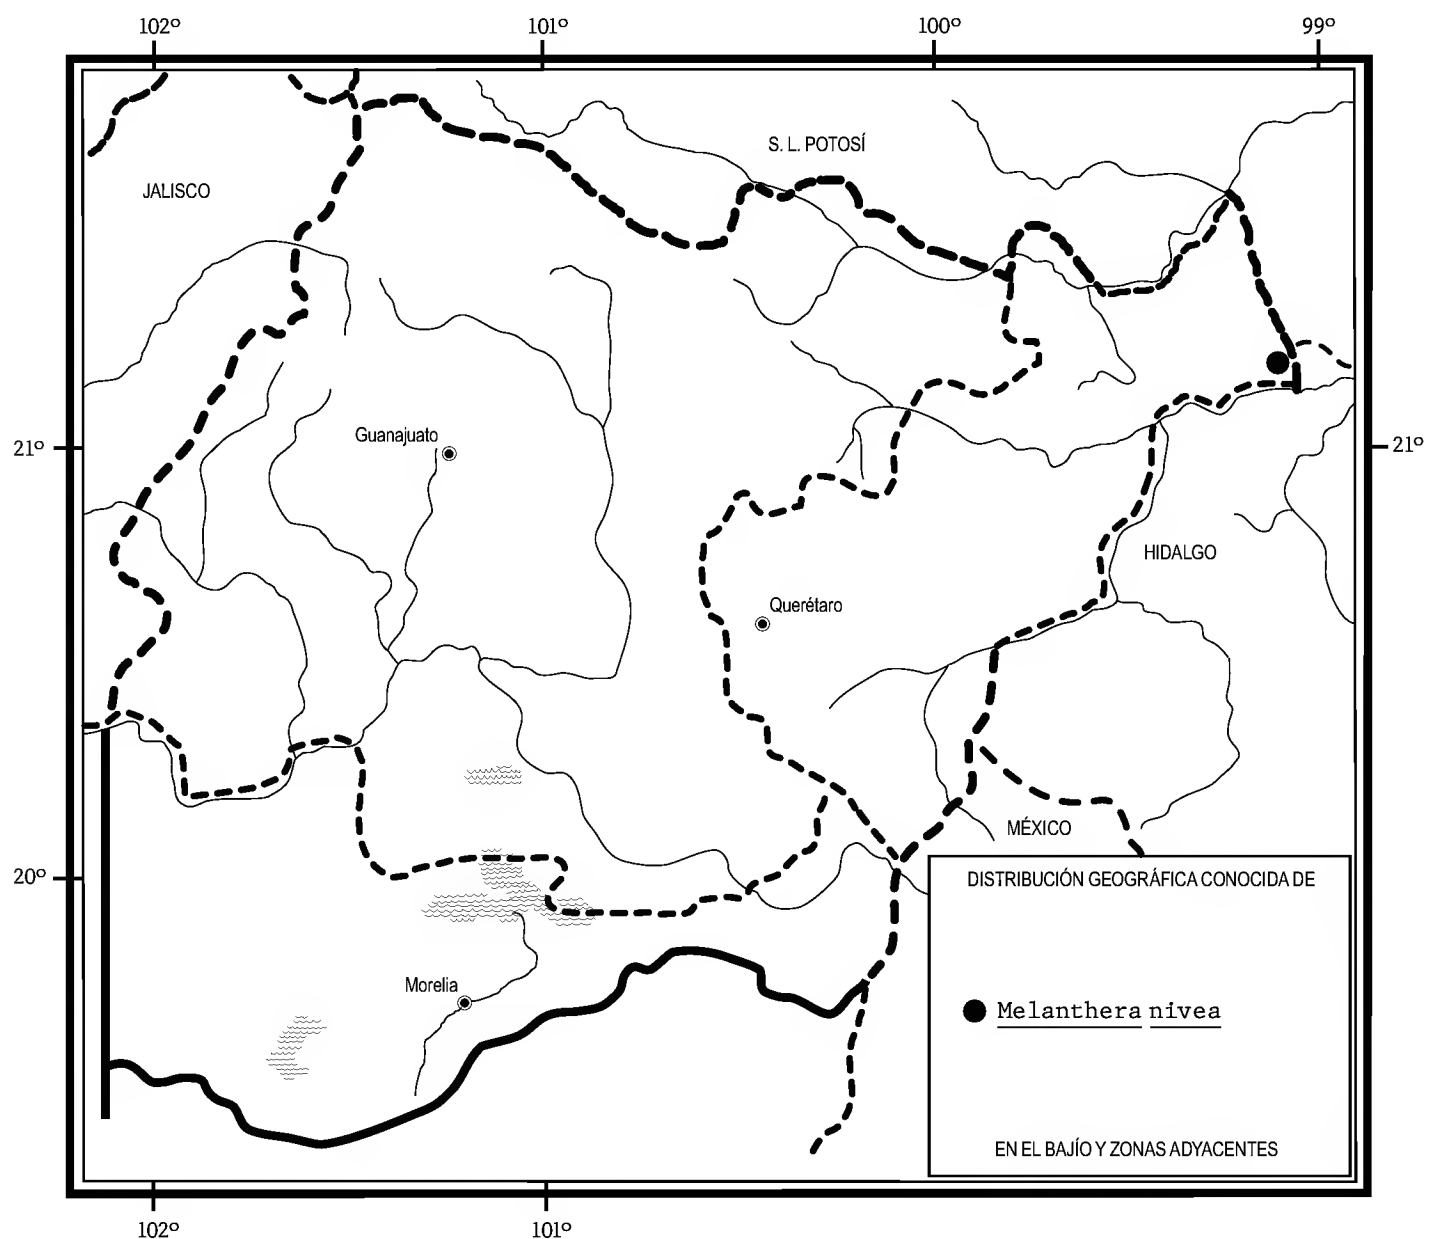 102º 101º 100º 99º
S. L. POTOSÍ
JALISCO
Guanajuato
21º 21º
HIDALGO
Querétaro
MÉXICO
20º
DISTRIBUCIÓN GEOGRÁFICA CONOCIDA DE
Morelia
Melanthera nivea
EN EL BAJÍO Y ZONAS ADYACENTES
102º 101º